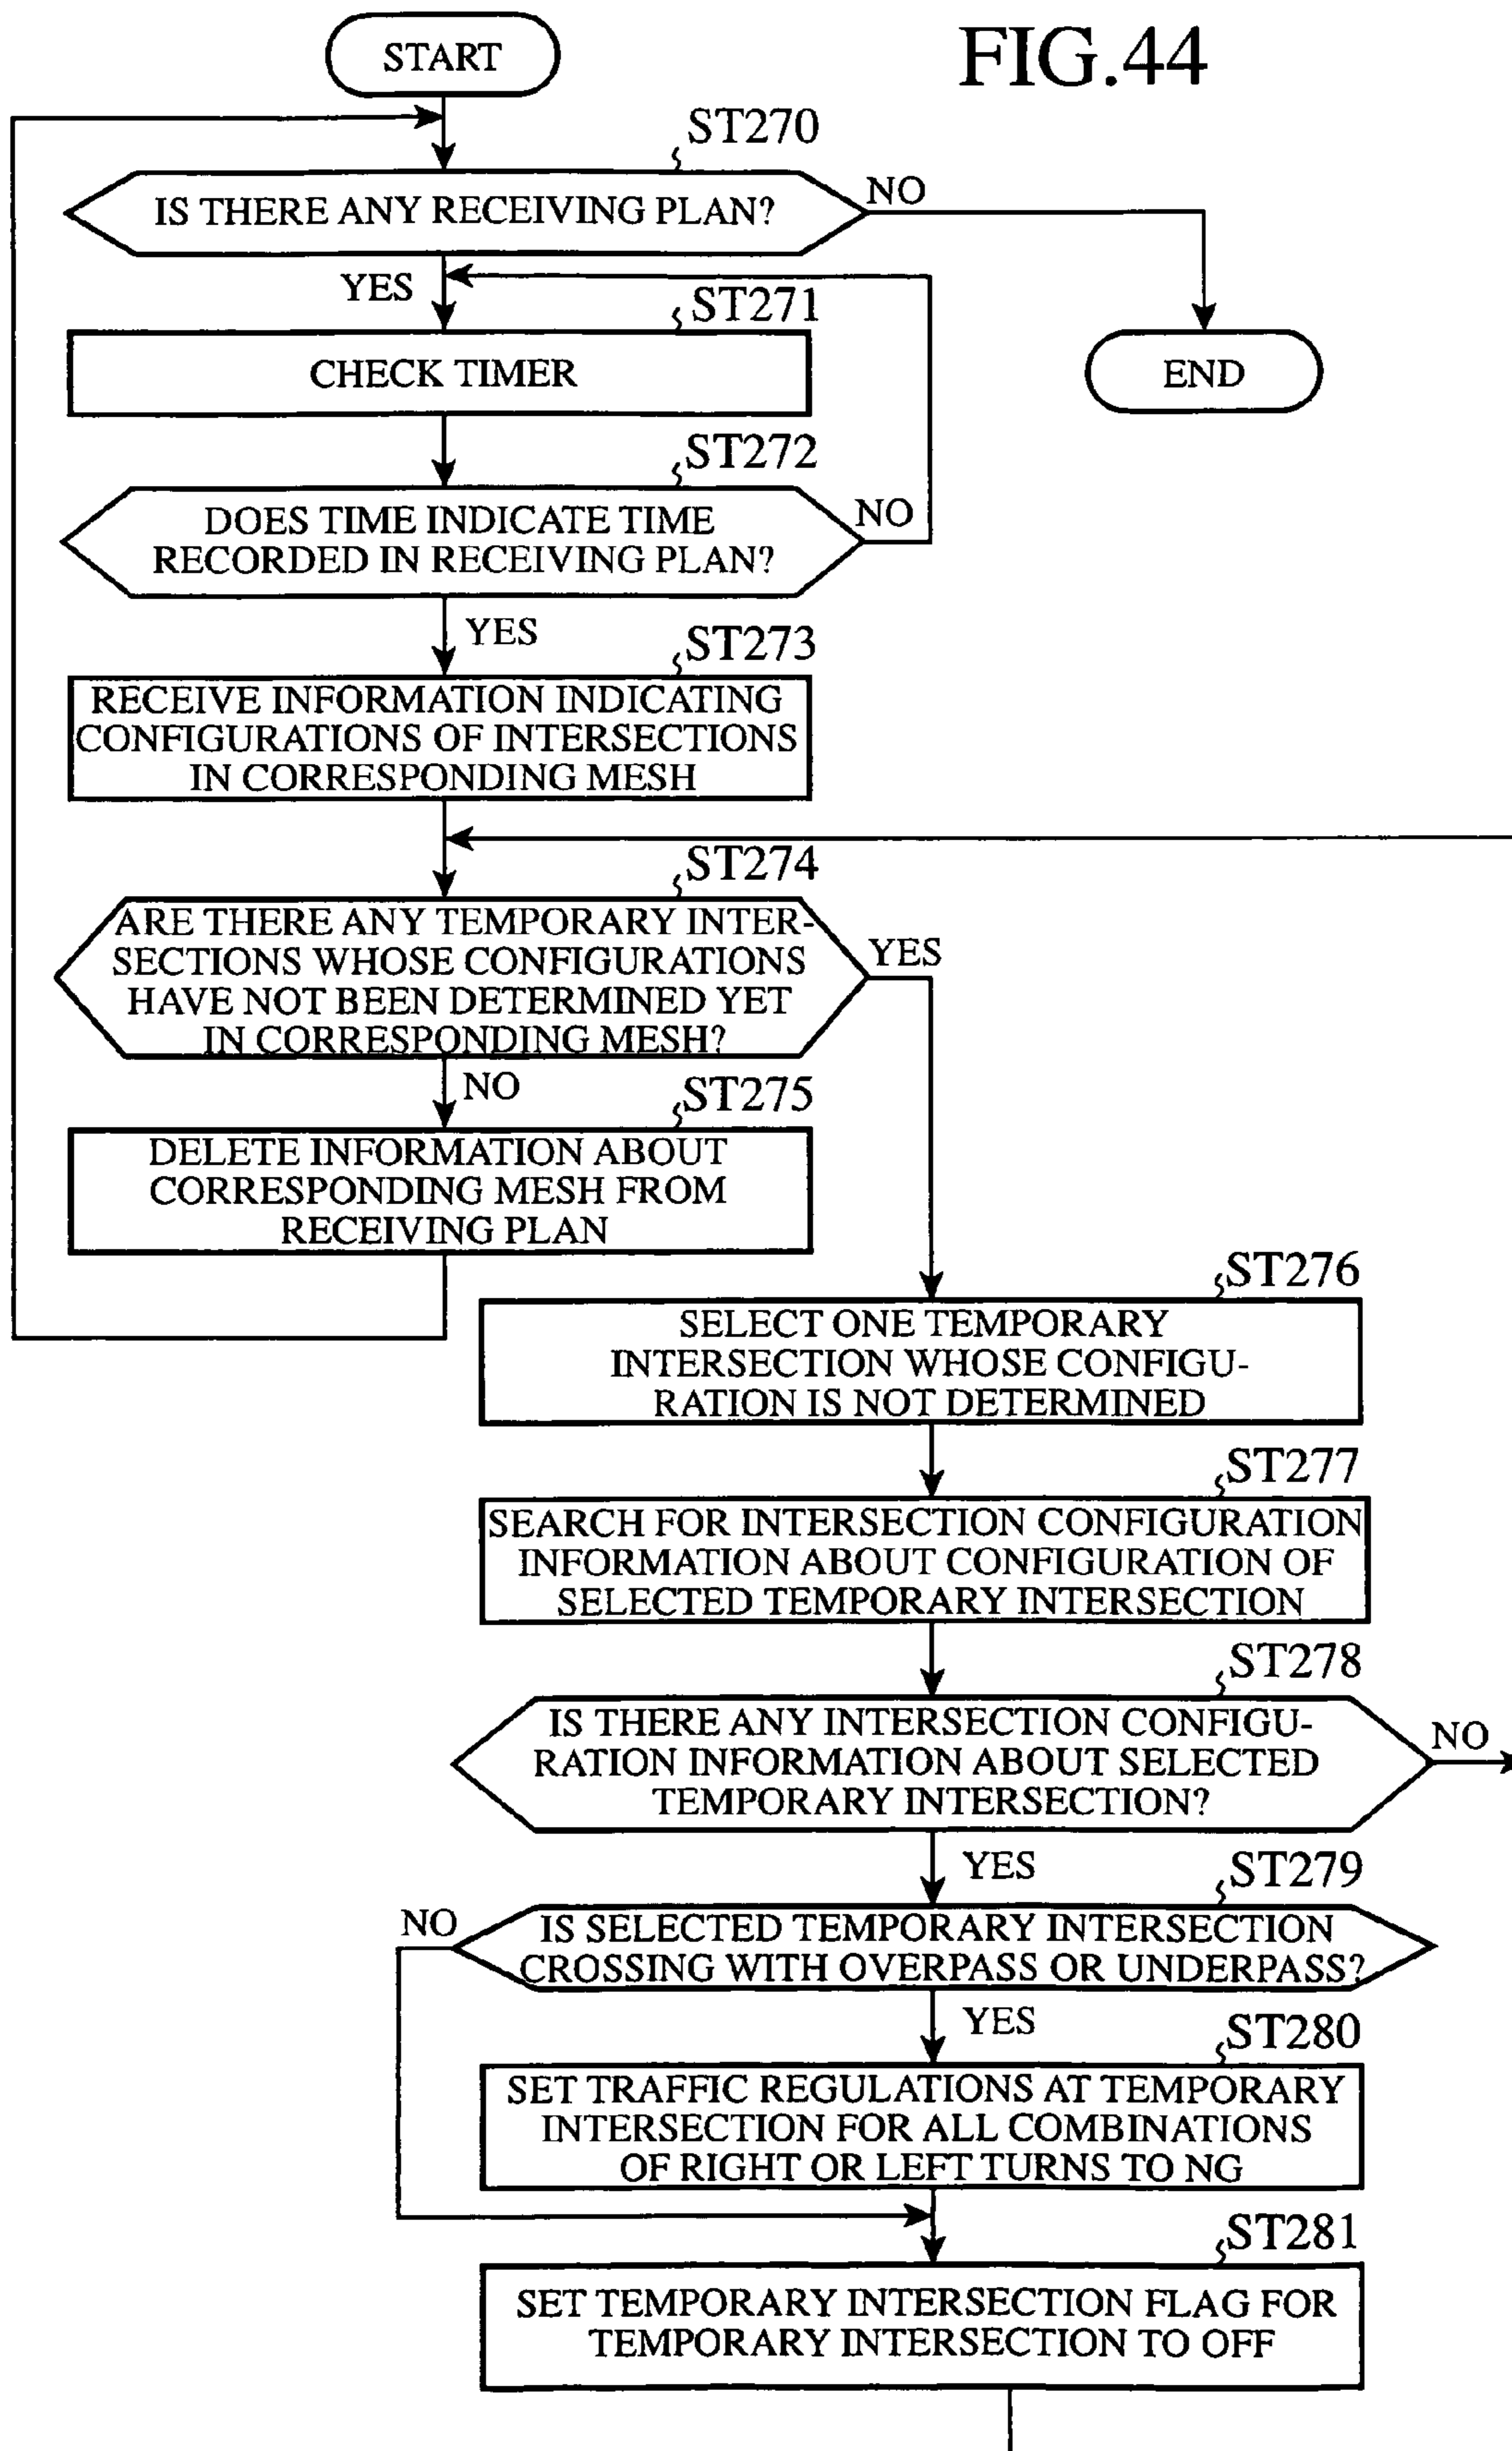 FIG.44
START
ST270
IS THERE ANY RECEIVING PLAN?
NO
YES
ST271
CHECK TIMER
END
ST272
DOES TIME INDICATE TIME
RECORDED IN RECEIVING PLAN?
NO
YES
ST273
RECEIVE INFORMATION INDICATING
CONFIGURATIONS OF INTERSECTIONS
IN CORRESPONDING MESH
ST274
ARE THERE ANY TEMPORARY INTER-
SECTIONS WHOSE CONFIGURATIONS
HAVE NOT BEEN DETERMINED YET
IN CORRESPONDING MESH?
YES
NO
ST275
DELETE INFORMATION ABOUT
CORRESPONDING MESH FROM
RECEIVING PLAN
ST276
SELECT ONE TEMPORARY
INTERSECTION WHOSE CONFIGU-
RATION IS NOT DETERMINED
ST277
SEARCH FOR INTERSECTION CONFIGURATION
INFORMATION ABOUT CONFIGURATION OF
SELECTED TEMPORARY INTERSECTION
ST278
IS THERE ANY INTERSECTION CONFIGU-
RATION INFORMATION ABOUT SELECTED
TEMPORARY INTERSECTION?
NO
YES
ST279
NO
IS SELECTED TEMPORARY INTERSECTION
CROSSING WITH OVERPASS OR UNDERPASS?
YES
ST280
SET TRAFFIC REGULATIONS AT TEMPORARY
INTERSECTION FOR ALL COMBINATIONS
OF RIGHT OR LEFT TURNS TO NG
ST281
SET TEMPORARY INTERSECTION FLAG FOR
TEMPORARY INTERSECTION TO OFF